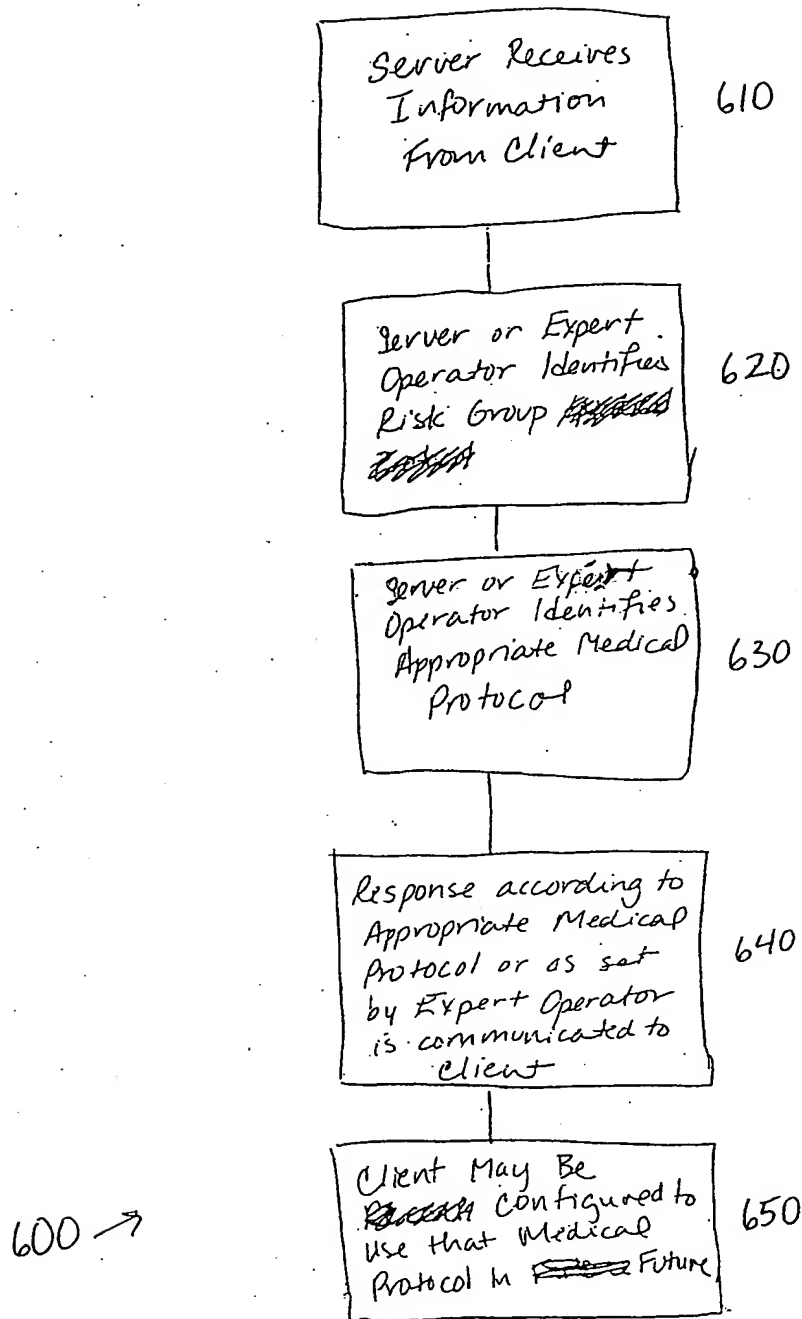 Server Receives
Information
From Client
610
Server or Expert
Operator Identifies
Risk Group
620
Server or Expert
Operator Identifies
Appropriate Medical
Protocol
630
Response according to
Appropriate Medical
Protocol or as set
by Expert Operator
is communicated to
Client
640
Client May Be
Configured to
use that Medical
Protocol in Future
650
600